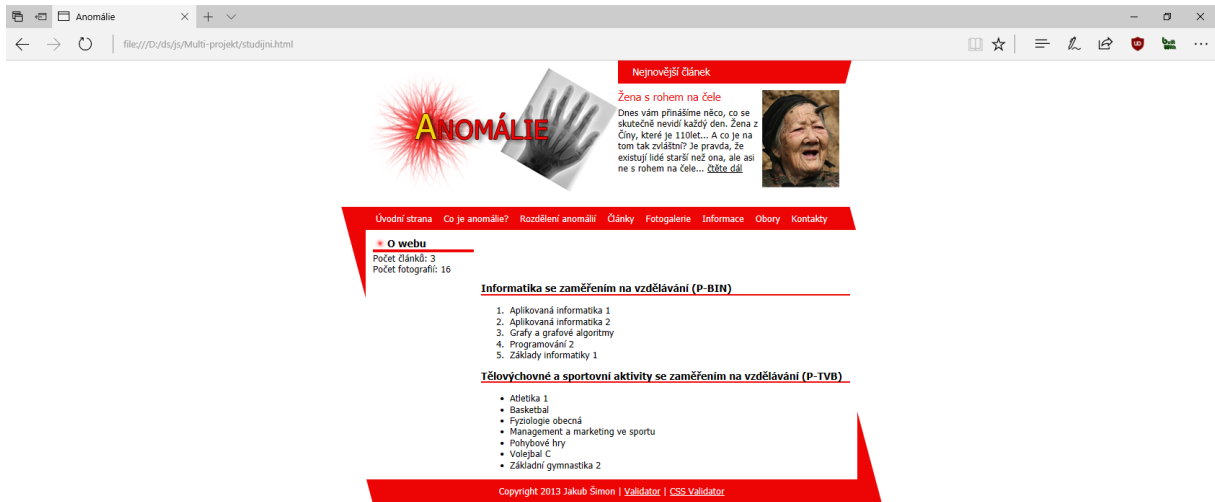 Anomálie
file:///D:/ds/js/Multi-projekt/studijni.html
ANOMÁLIE
Nejnovější článek
Žena s rohem na čele
Dnes vám přinášíme něco, co se
skutečně nevidí každý den. Žena z
Číny, které je 110let... A co je na
tom tak zvláštní? Je pravda, že
existují lidé starší než ona, ale asi
ne s rohem na čele... čtěte dál
Úvodní strana Co je anomálie? Rozdělení anomálií Články Fotogalerie Informace Obory Kontakty
O webu
Počet článků: 3
Počet fotografií: 16
Informatika se zaměřením na vzdělávání (P-BIN)
1. Aplikovaná informatika 1
2. Aplikovaná informatika 2
3. Grafy a grafové algoritmy
4. Programování 2
5. Základy informatiky 1
Tělovýchovné a sportovní aktivity se zaměřením na vzdělávání (P-TVB)
• Atletika 1
• Basketbal
• Fyziologie obecná
• Management a marketing ve sportu
• Pohybové hry
• Volejbal C
• Základní gymnastika 2
Copyright 2013 Jakub Šimon | Validator | CSS Validator